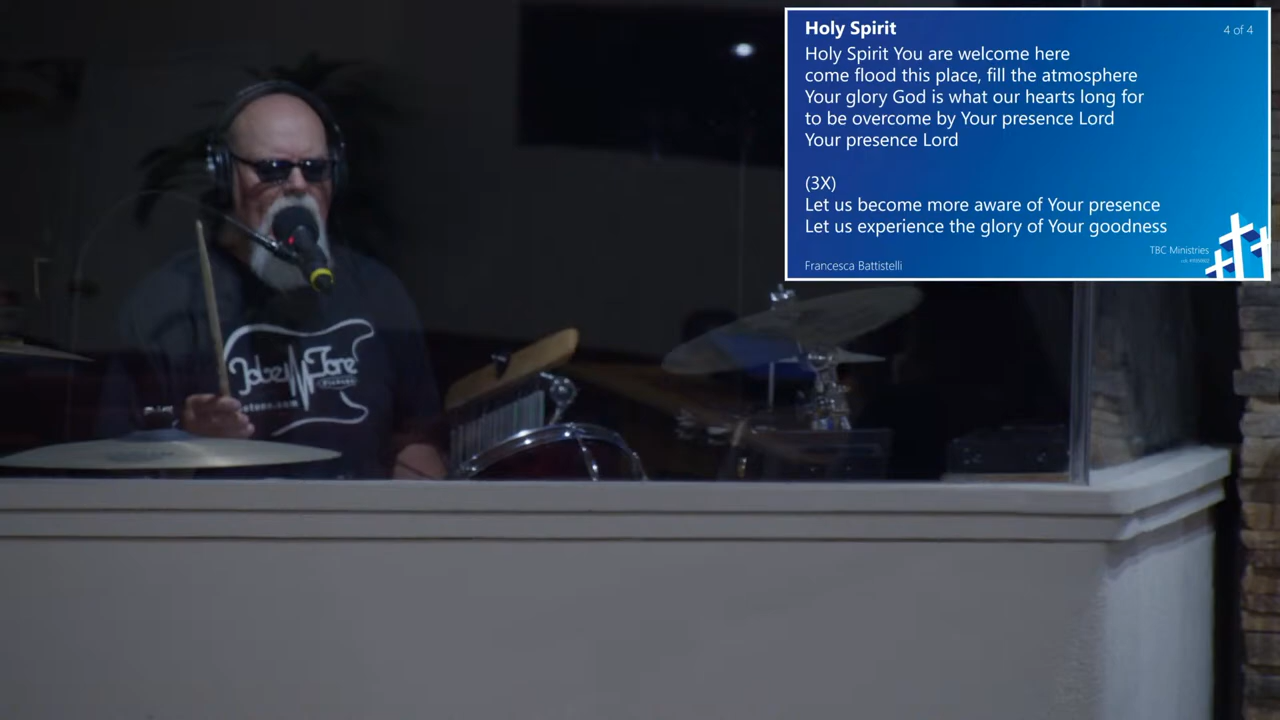 Holy Spirit
4 of 4
Holy Spirit You are welcome here
come flood this place, fill the atmosphere
Your glory God is what our hearts long for
to be overcome by Your presence Lord
Your presence Lord
(3X)
Let us become more aware of Your presence
Let us experience the glory of Your goodness
TBC Ministries
Francesca Battistelli
Tone